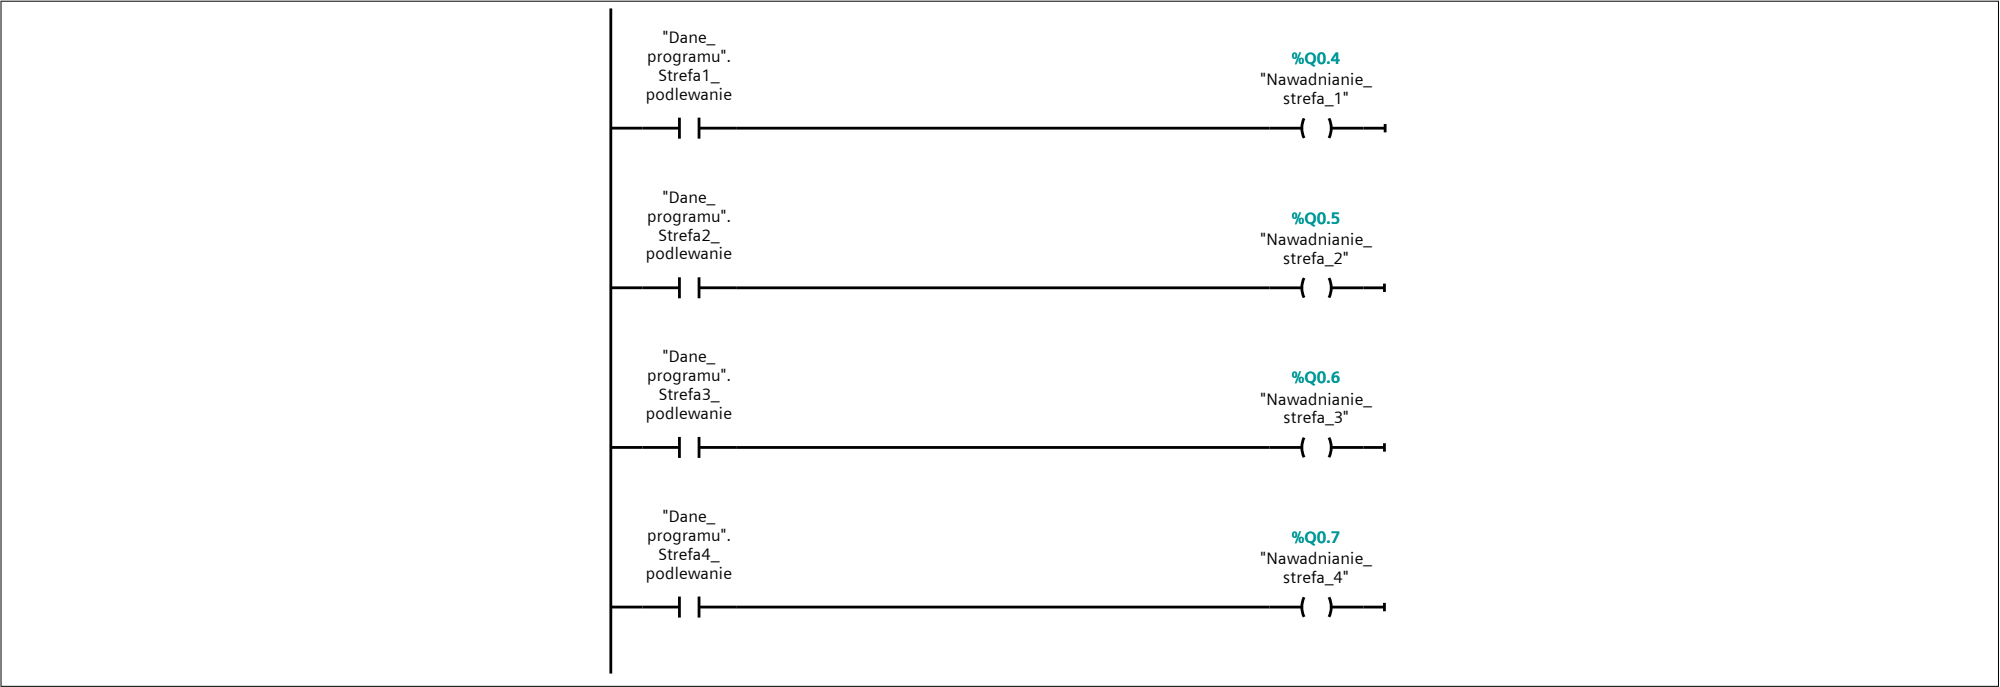 "Dane_
programu".
Strefa1_
podlewanie
%Q0.4
"Nawadnianie_
strefa_1"
"Dane_
programu".
Strefa2_
podlewanie
%Q0.5
"Nawadnianie_
strefa_2"
"Dane_
programu".
Strefa3_
podlewanie
%Q0.6
"Nawadnianie_
strefa_3"
"Dane_
programu".
Strefa4_
podlewanie
%Q0.7
"Nawadnianie_
strefa_4"